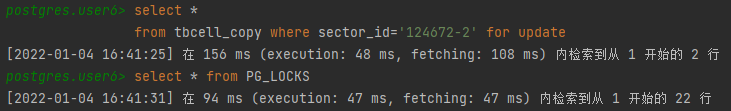 postgres.userб> select *
from tbcell_copy where sector_id='124672-2' for update
[2022-01-04 16:41:25] 在 156 ms (execution: 48 ms, fetching: 108 ms) 内检索到从 1 开始的 2 行
postgres.userб> select * from PG_LOCKS
[2022-01-04 16:41:31] 在 94 ms (execution: 47 ms, fetching: 47 ms) 内检索到从 1 开始的 22 行